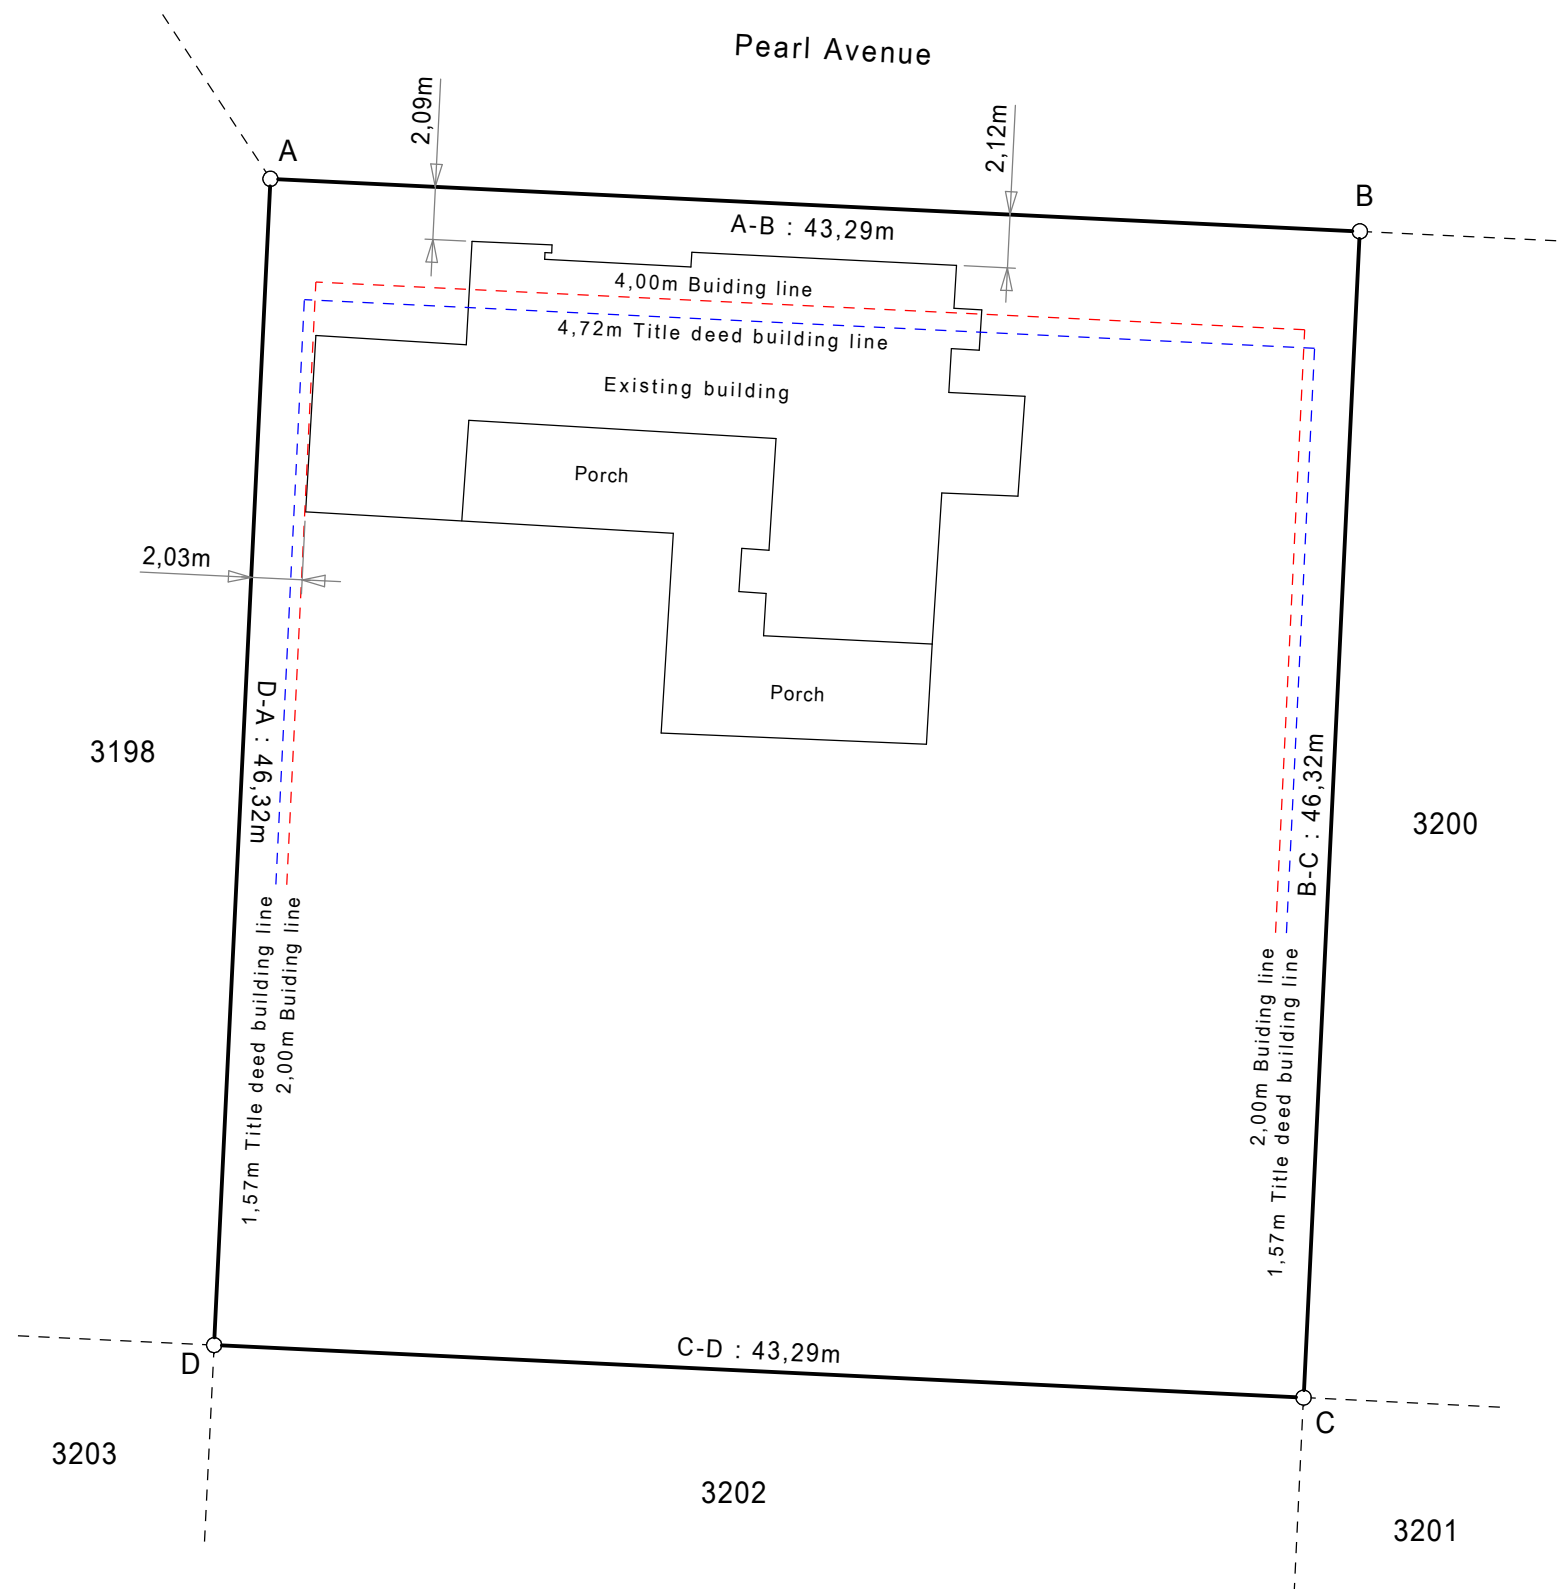 Pearl Avenue
2,09m
2,12m
A
B
A-B : 43,29m
4,00m Buiding line
4,72m Title deed building line
Existing building
Porch
2,03m
Porch
D-A : 46,32m
3198
B-C : 46,32m
3200
1,57m Title deed building line
2,00m Buiding line
2,00m Buiding line
1,57m Title deed building line
C-D : 43,29m
D
C
3203
3202
3201